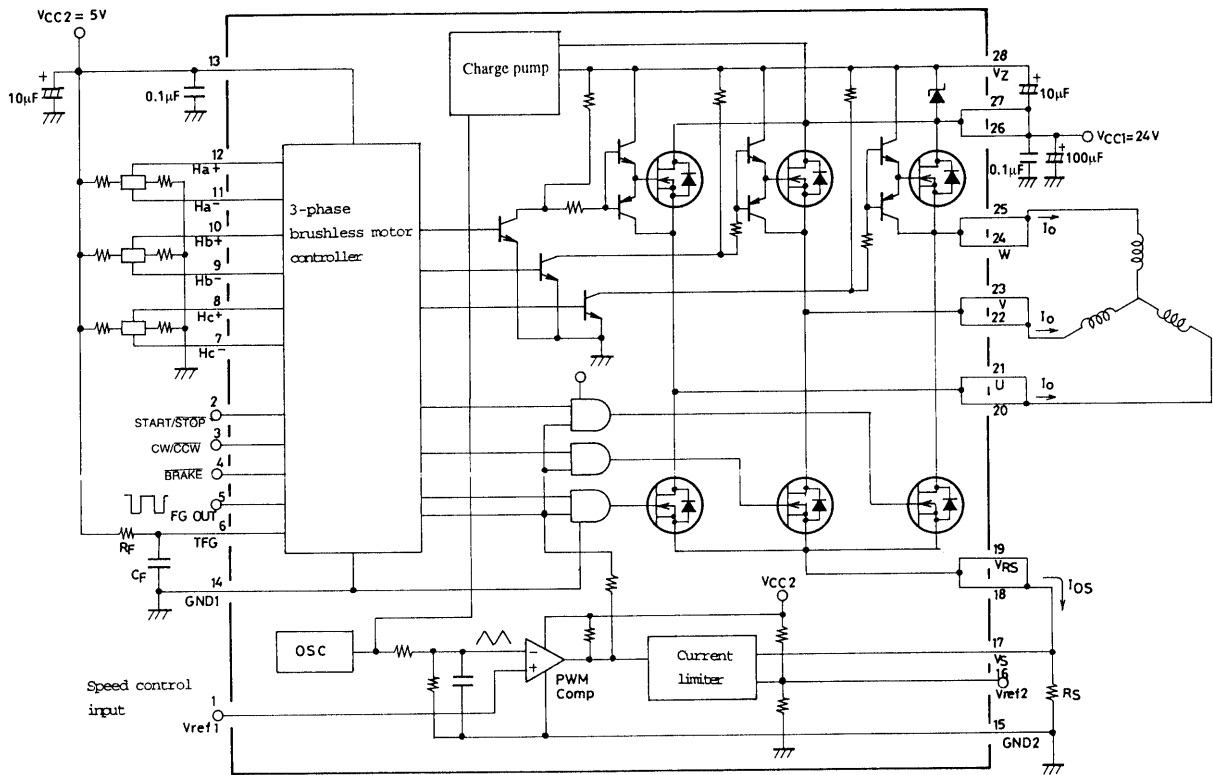 VCC2 = 5V
13
+
10µF
0.1µF
Charge pump
28
VZ
+
10µF
27
26
VCC1=24V
0.1µF
+
100µF
12
Ha+
11
Ha-
10
Hb+
9
Hb-
8
Hc+
7
Hc-
3-phase
brushless motor
controller
25
Io
24
W
23
V
22
Io
21
U
Io
20
2
START/STOP
3
CW/CCW
4
BRAKE
5
FG OUT
6
TFG
RF
CF
14
GND1
19
VRS
18
IOS
VCC2
OSC
-
+
PWM
Comp
Current
limiter
17
VS
16
Vref2
RS
Speed control
input
1
Vref1
15
GND2